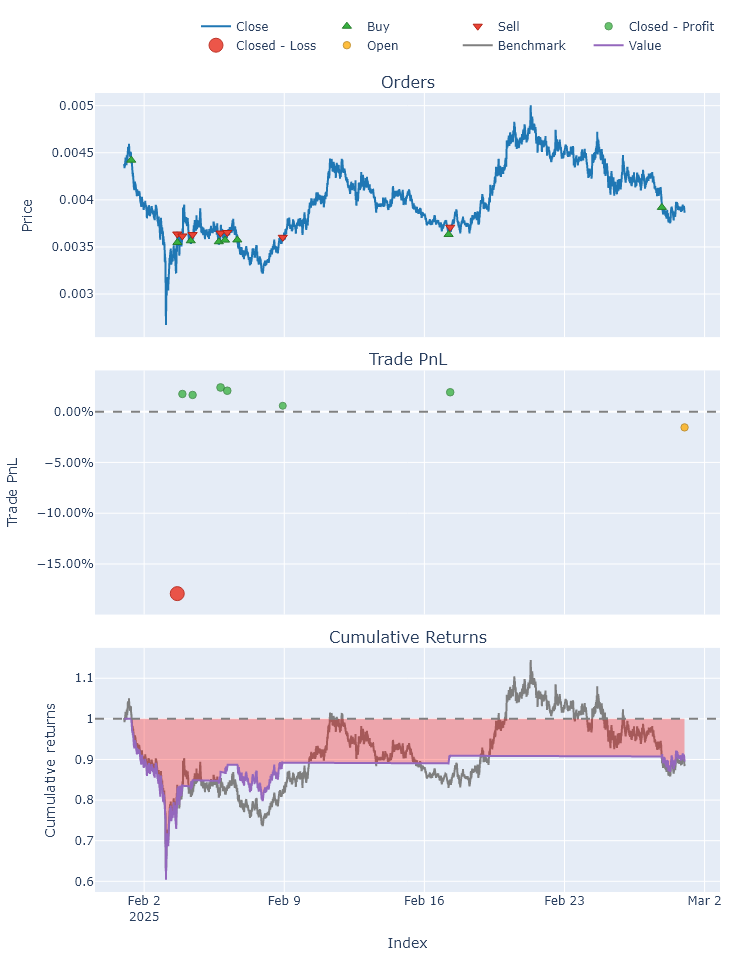 Close Buy Sell Closed - Profit
Closed - Loss Open Benchmark Value
Orders
0.005
0.0045
0.004
0.0035
0.003
Price
Trade PnL
0.00%
−5.00%
−10.00%
−15.00%
Trade PnL
Cumulative Returns
1.1
1
0.9
0.8
0.7
0.6
Cumulative returns
Feb 2 Feb 9 Feb 16 Feb 23 Mar 2
2025
Index